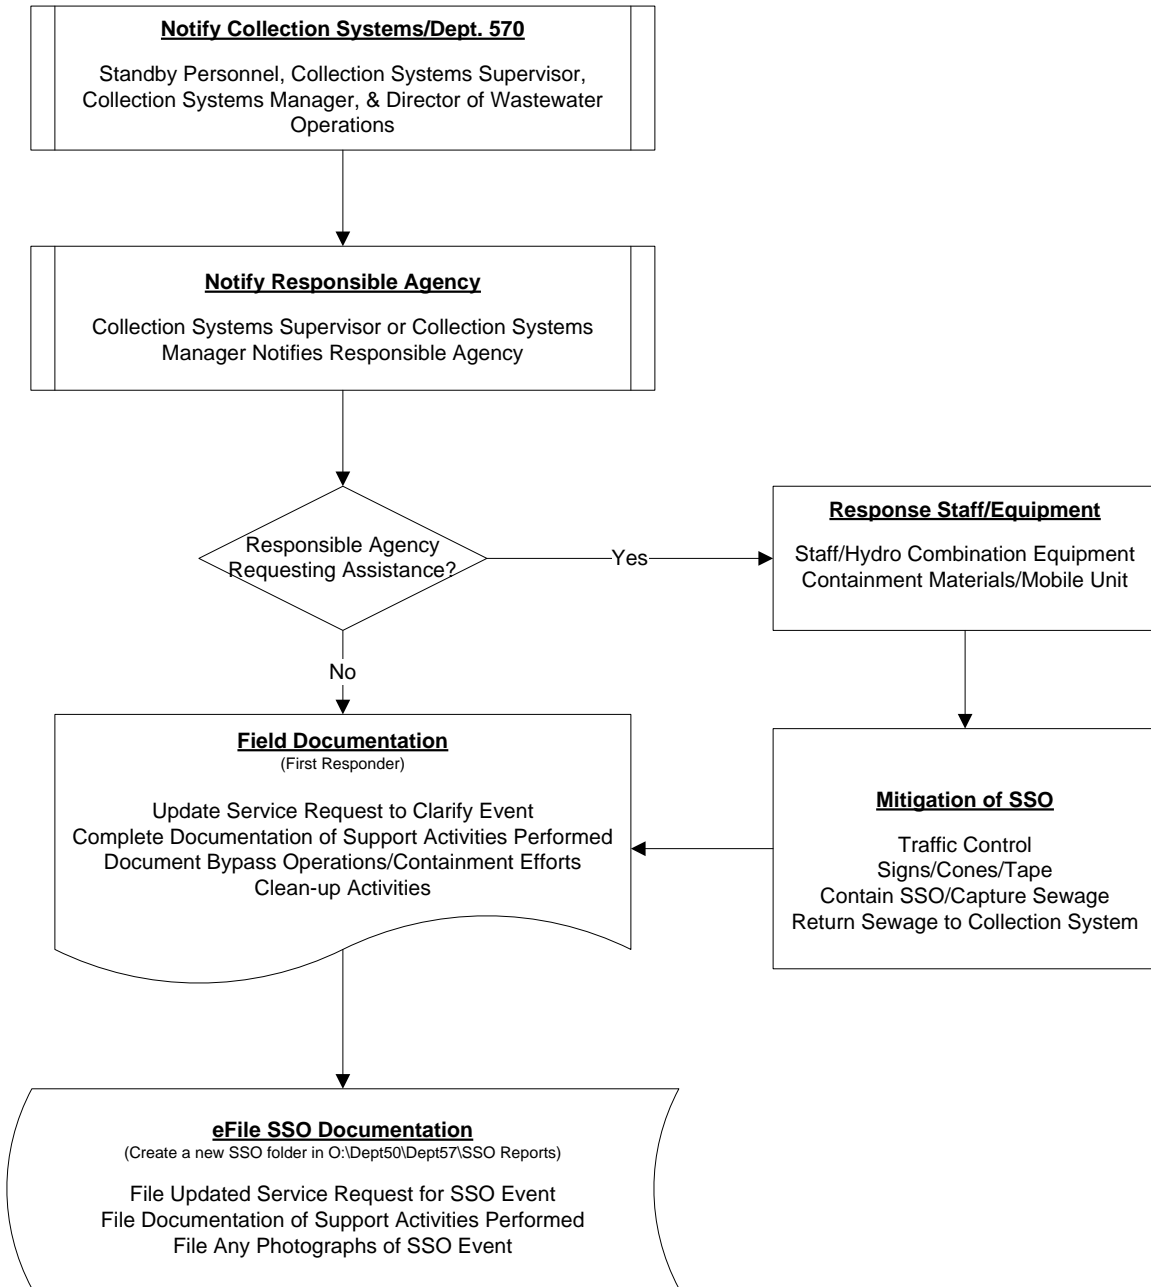 Notify Collection Systems/Dept. 570
Standby Personnel, Collection Systems Supervisor,
Collection Systems Manager, & Director of Wastewater
Operations
Notify Responsible Agency
Collection Systems Supervisor or Collection Systems
Manager Notifies Responsible Agency
Responsible Agency
Requesting Assistance?
Yes
Response Staff/Equipment
Staff/Hydro Combination Equipment
Containment Materials/Mobile Unit
No
Field Documentation
(First Responder)
Update Service Request to Clarify Event
Complete Documentation of Support Activities Performed
Document Bypass Operations/Containment Efforts
Clean-up Activities
Mitigation of SSO
Traffic Control
Signs/Cones/Tape
Contain SSO/Capture Sewage
Return Sewage to Collection System
eFile SSO Documentation
(Create a new SSO folder in O:\Dept50\Dept57\SSO Reports)
File Updated Service Request for SSO Event
File Documentation of Support Activities Performed
File Any Photographs of SSO Event